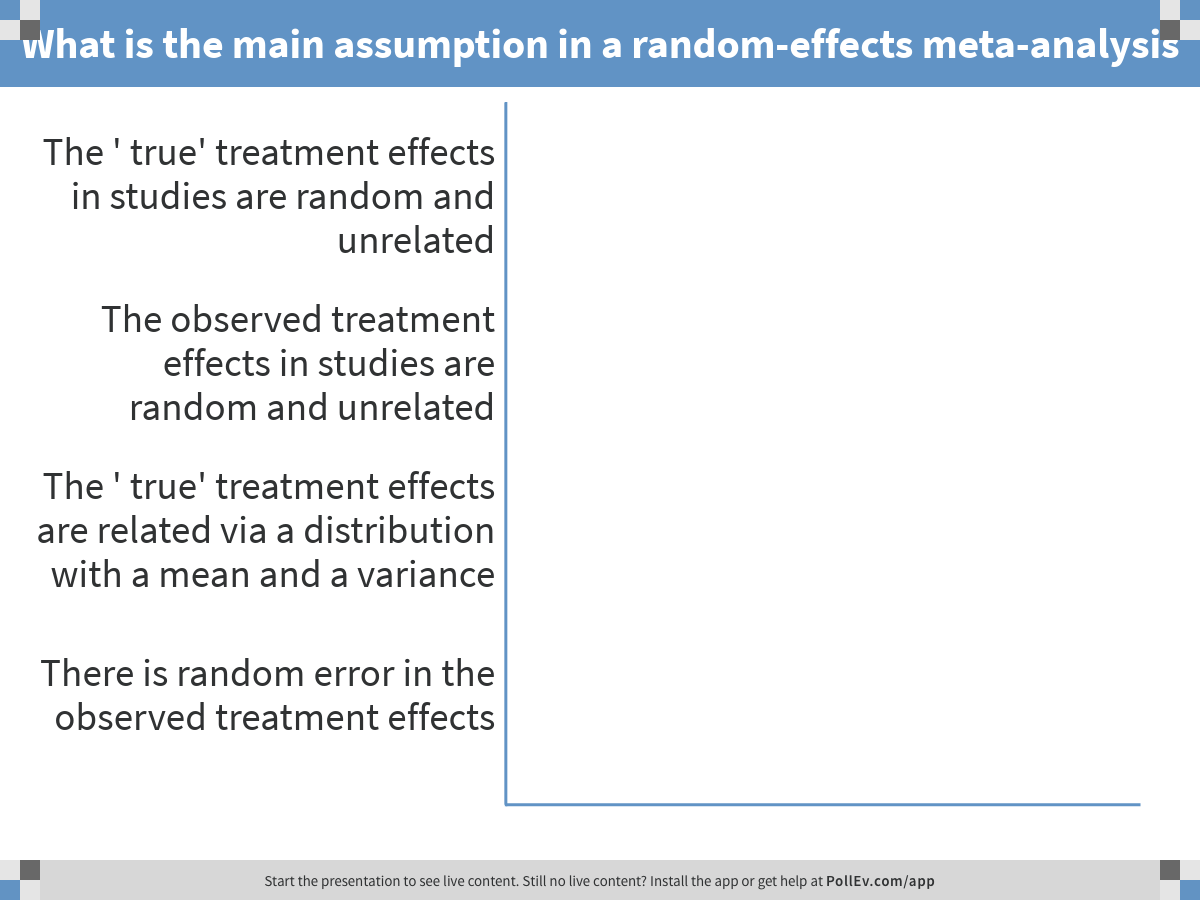 What is the main assumption in a random-effects meta-analysis
The ' true' treatment effects
in studies are random and
unrelated
The observed treatment
effects in studies are
random and unrelated
The ' true' treatment effects
are related via a distribution
with a mean and a variance
There is random error in the
observed treatment effects
Start the presentation to see live content. Still no live content? Install the app or get help at PollEv.com/app